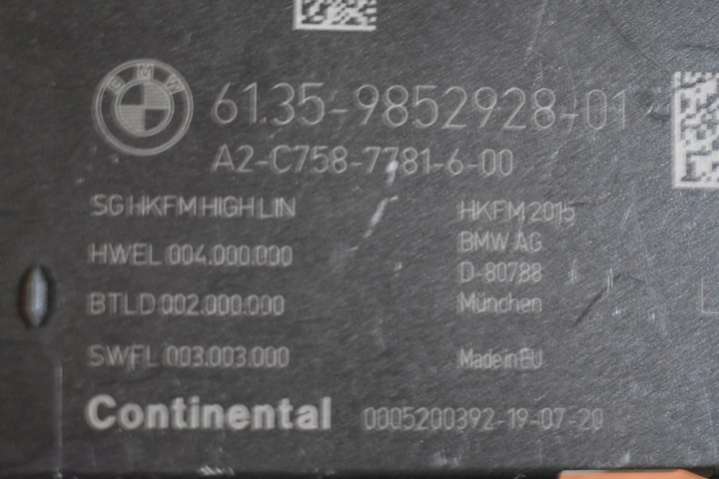 BMW
61.35-9852928-01
A2-C758-7781-6-00
SG HKFM HIGH LIN
HWEL 004.000.000
BTLD 002.000.000
SWFL 003.003.000
HKFM 2015
BMW AG
D-80788
München
Made in EU
Continental
0005200392-19-07-20